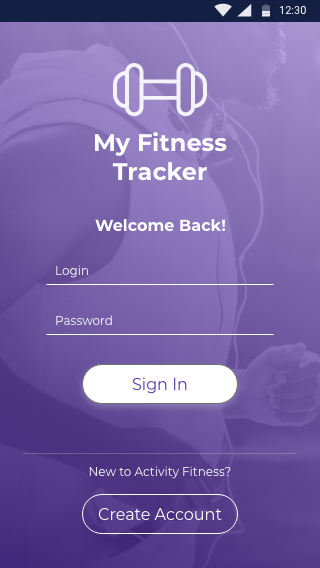 12:30
My Fitness
Tracker
Welcome Back!
Login
Password
Sign In
New to Activity Fitness?
Create Account